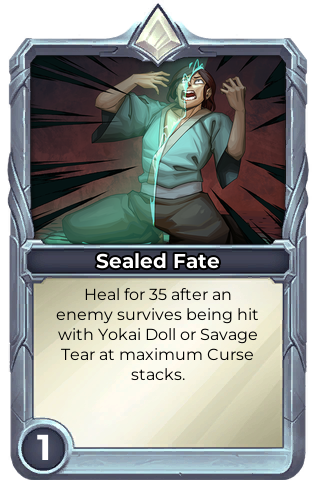 Sealed Fate
Heal for 35 after an
enemy survives being hit
with Yokai Doll or Savage
Tear at maximum Curse
stacks.
1